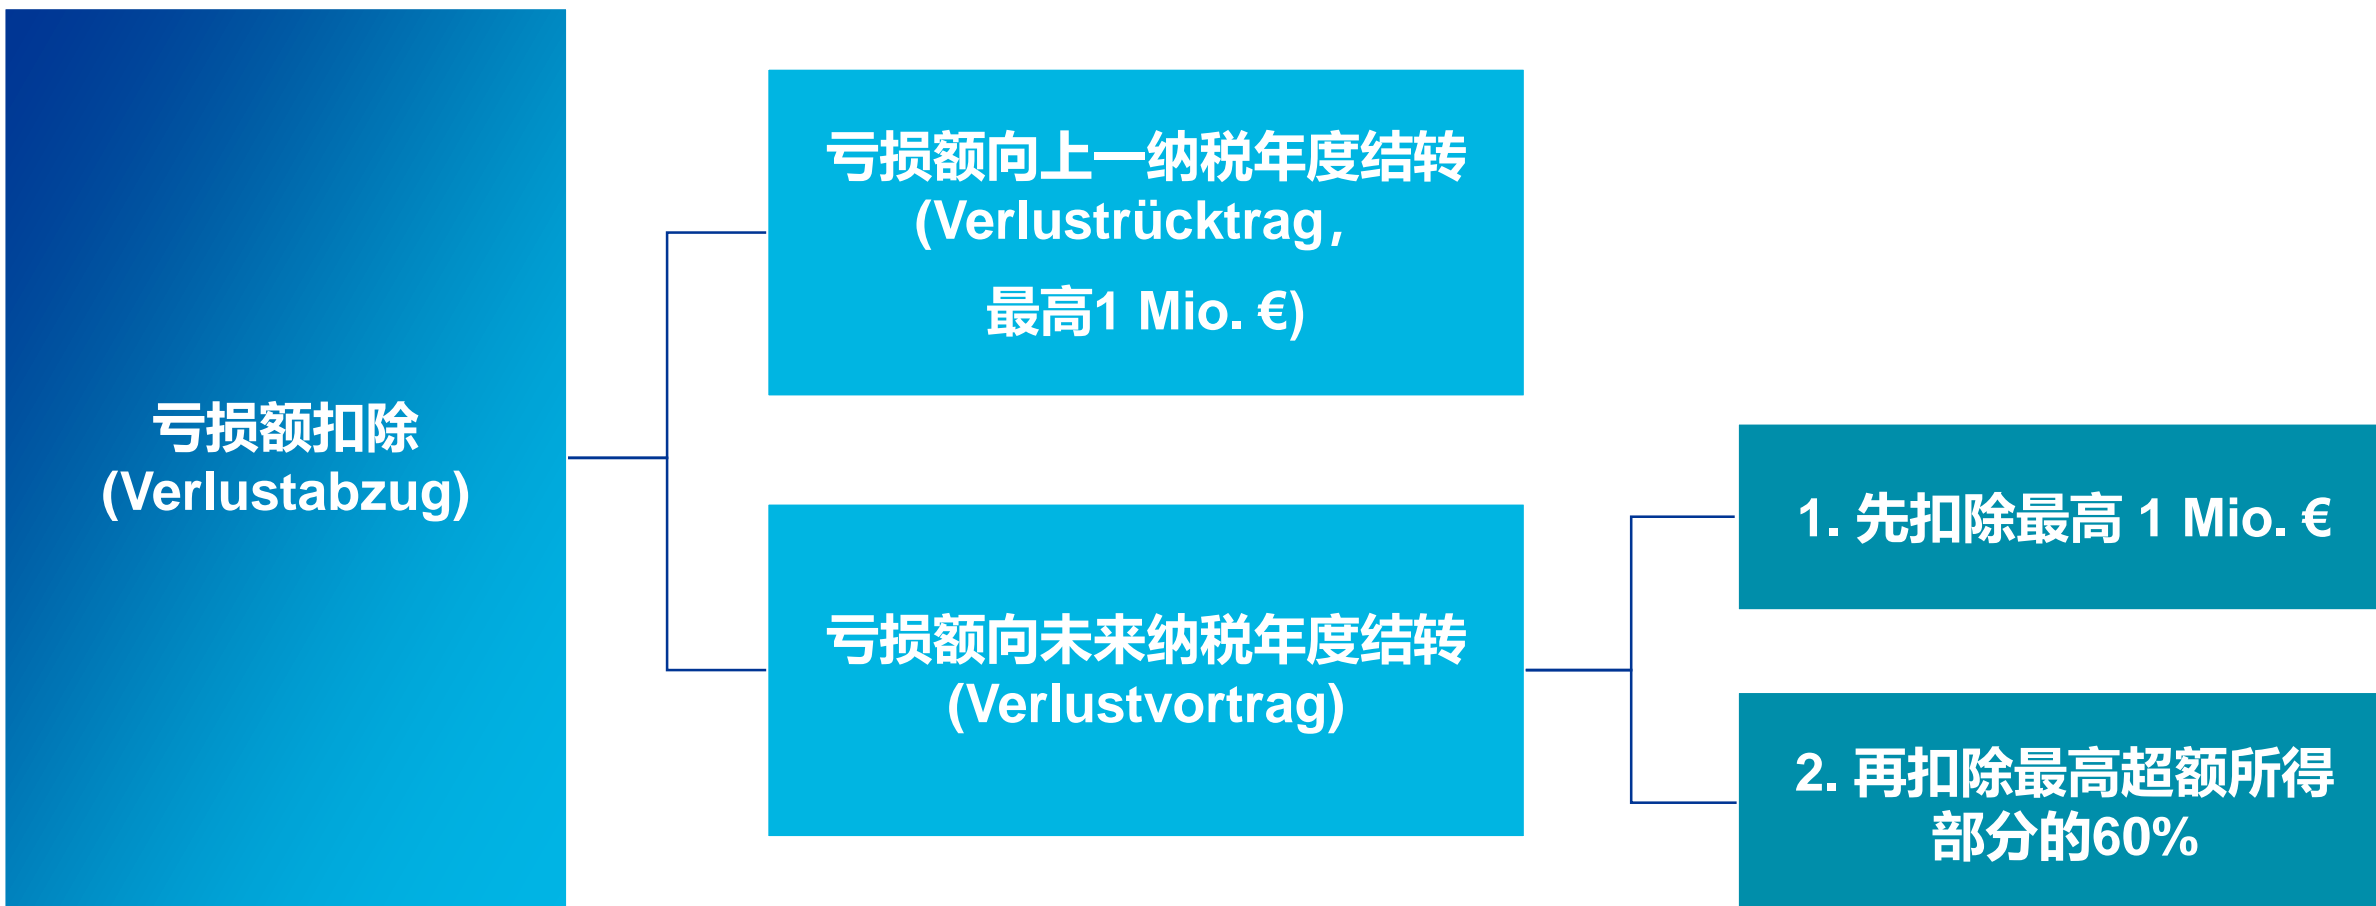 亏损额扣除
(Verlustabzug)
亏损额向上一纳税年度结转
(Verlustrücktrag，
最高1 Mio. €)
亏损额向未来纳税年度结转
(Verlustvortrag)
1. 先扣除最高 1 Mio. €
2. 再扣除最高超额所得
部分的60%